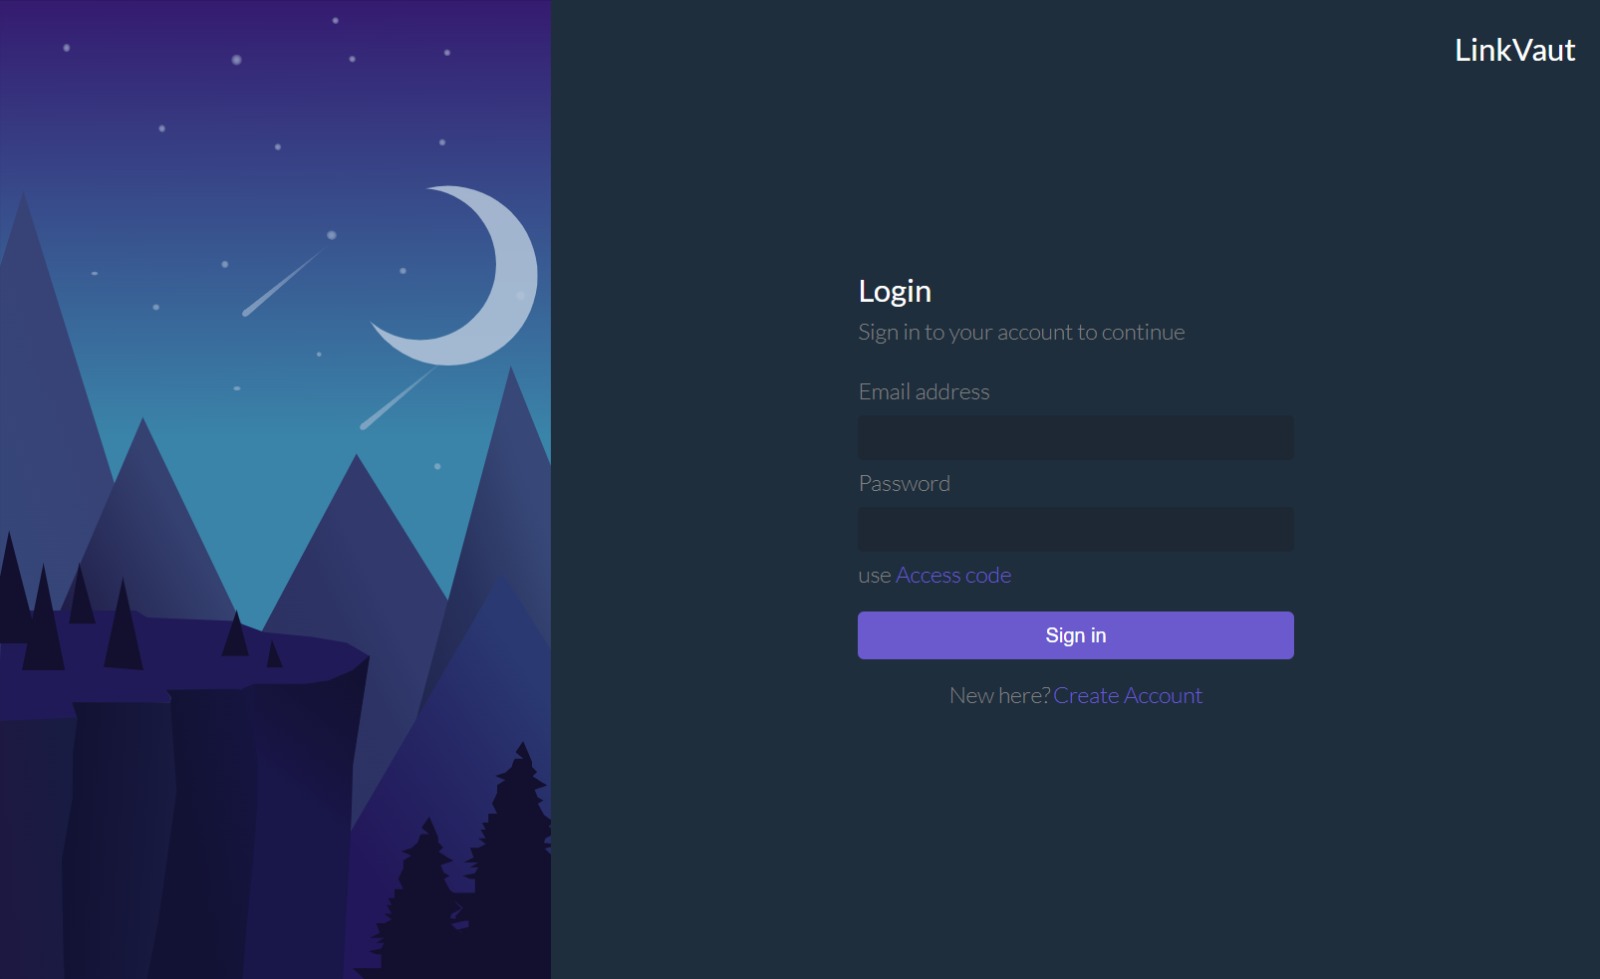 LinkVaut
Login
Sign in to your account to continue
Email address
Password
use Access code
Sign in
New here? Create Account